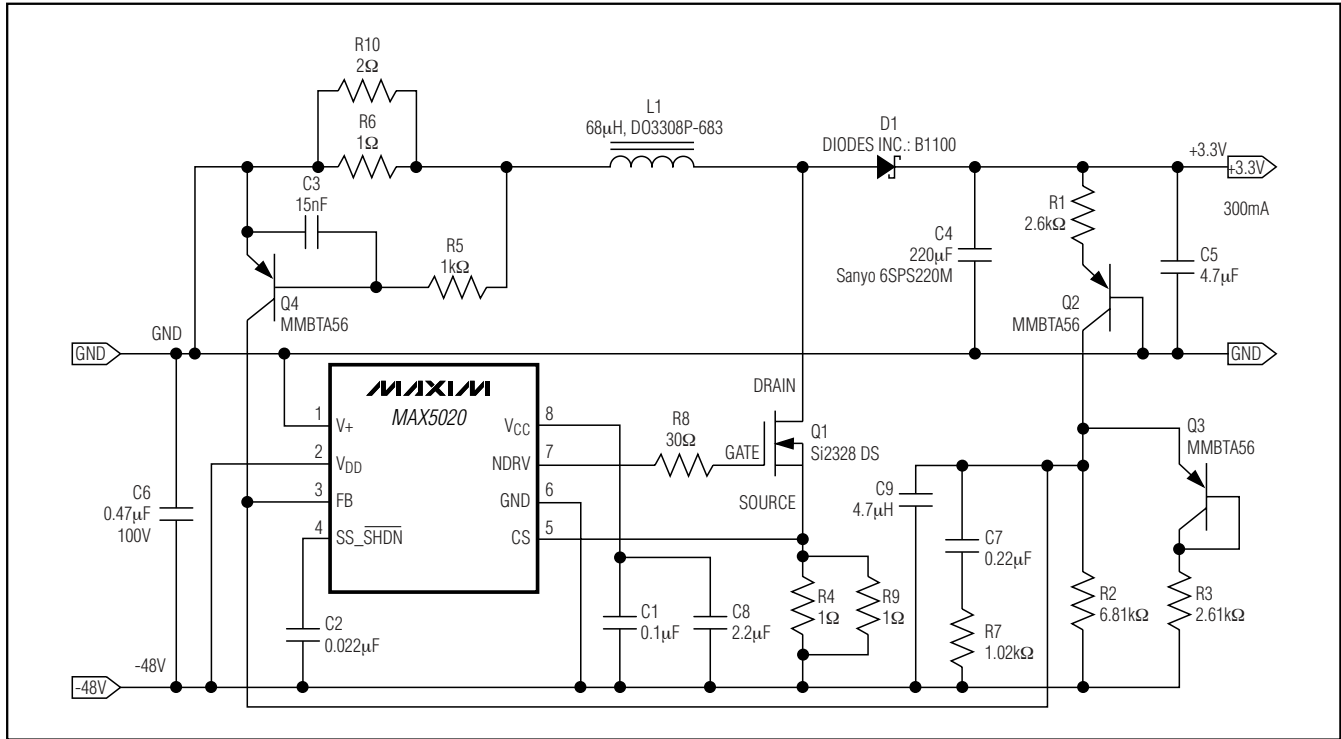 R10
2Ω
R6
1Ω
C3
15nF
R5
1kΩ
Q4
MMBTA56
L1
68µH, DO3308P-683
D1
DIODES INC.: B1100
+3.3V
+3.3V
300mA
R1
2.6kΩ
C4
220µF
Sanyo 6SPS220M
C5
4.7µF
Q2
MMBTA56
GND
GND
GND
MAXIM
MAX5020
1
V+
2
VDD
3
FB
4
SS_SHDN
8
VCC
7
NDRV
6
GND
5
CS
DRAIN
R8
30Ω
GATE
Q1
Si2328 DS
SOURCE
Q3
MMBTA56
C6
0.47µF
100V
C9
4.7µH
C7
0.22µF
C2
0.022µF
C1
0.1µF
C8
2.2µF
R4
1Ω
R9
1Ω
R7
1.02kΩ
R2
6.81kΩ
R3
2.61kΩ
-48V
-48V